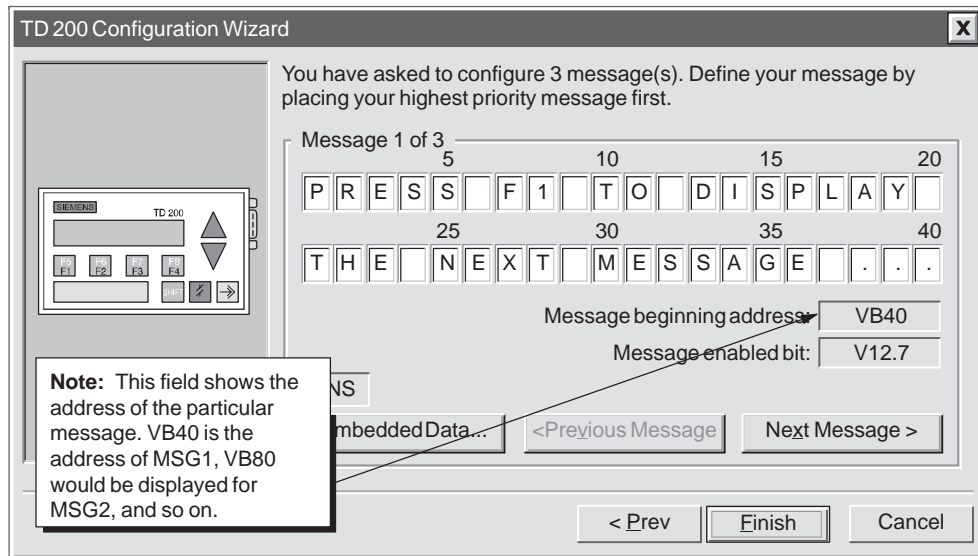 TD 200 Configuration Wizard X
You have asked to configure 3 message(s). Define your message by
placing your highest priority message first.
Message 1 of 3
5 10 15 20
PRESS F1 TO DISPLAY
25 30 35 40
THE NEXT MESSAGE ...
SIEMENS
TD 200
F5 F6 F7 F8
F1 F2 F3 F4
SHIFT
Message beginning address: VB40
Message enabled bit: V12.7
NS
mbedded Data... <Previous Message Next Message >
Note: This field shows the
address of the particular
message. VB40 is the
address of MSG1, VB80
would be displayed for
MSG2, and so on.
< Prev Finish Cancel